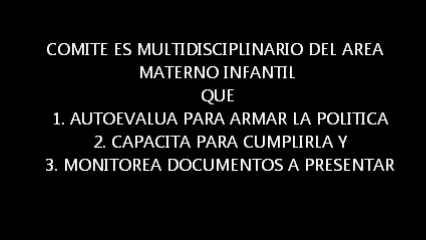 COMITE ES MULTIDISCIPLINARIO DEL AREA
MATERNO INFANTIL
QUE
1. AUTOEVALUA PARA ARMAR LA POLITICA
2. CAPACITA PARA CUMPLIRLA Y
3. MONITOREA DOCUMENTOS A PRESENTAR